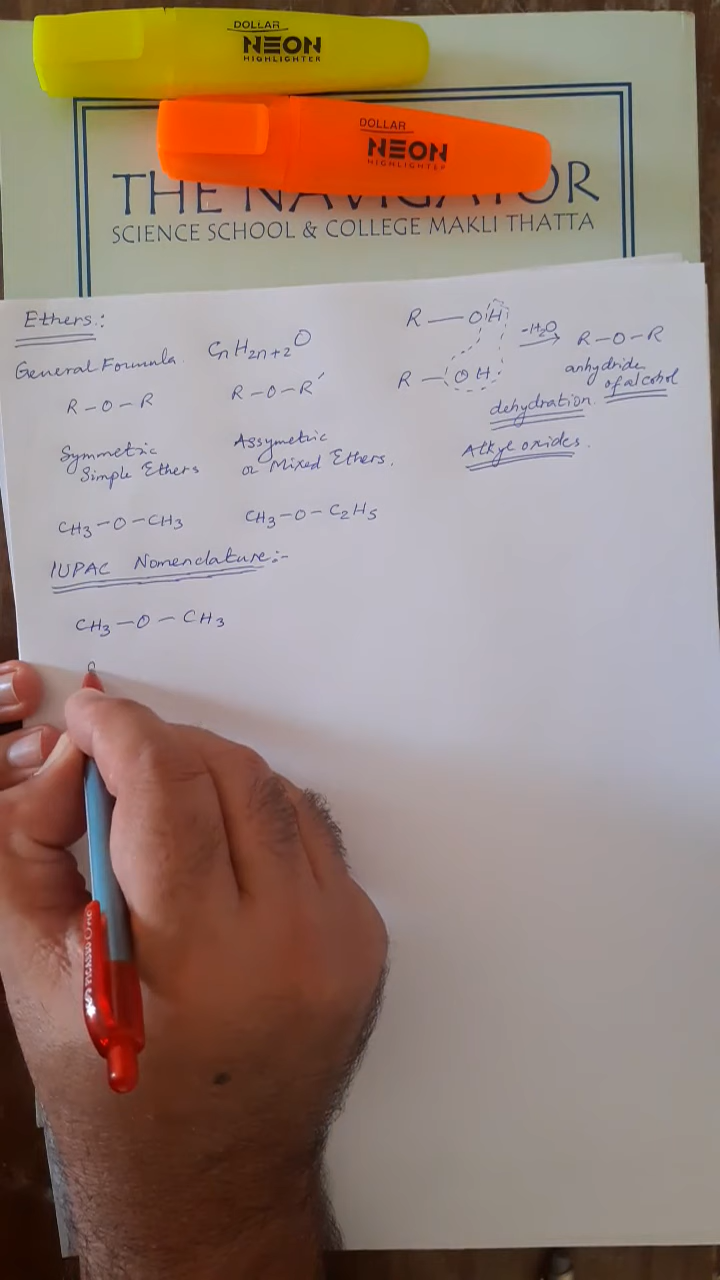 DOLLAR
NEON
HIGHLIGHTER
DOLLAR
NEON
HIGHLIGHTER
THE NAVIGATOR
SCIENCE SCHOOL & COLLEGE MAKLI THATTA
Ethers:
General Formula. CnH2n+2O
R-O-R R-O-R′
Symmetric
Simple Ethers
Assymetric
or Mixed Ethers.
CH3-O-CH3 CH3-O-C2H5
R — OH
R — OH
-H2O
R-O-R
anhydride
of alcohol
dehydration.
Alkyl oxides.
IUPAC Nomenclature:-
CH3-O-CH3